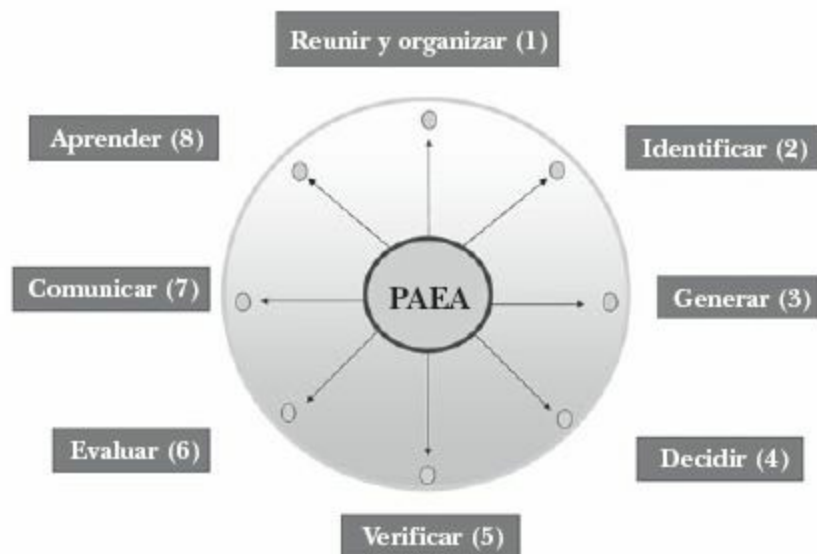 Reunir y organizar (1)
Aprender (8)
Identificar (2)
Comunicar (7)
PAEA
Generar (3)
Evaluar (6)
Decidir (4)
Verificar (5)